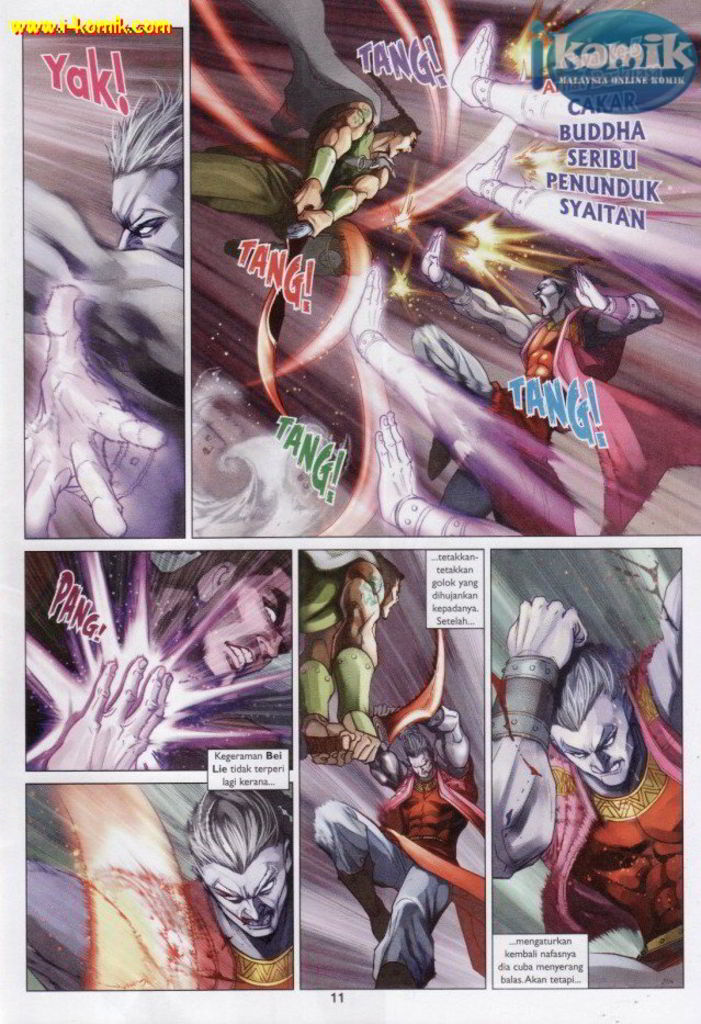 www.i-komik.com
Yak!
TANG!
ikomik
MALAYSIA ONLINE KOMIK
CAKAR
BUDDHA
SERIBU
PENUNDUK
SYAITAN
TANG!
TANG!
TANG!
PANG!
Kegeraman Bei
Lie tidak terperi
lagi kerana...
...tetakkan-
tetakkan
golok yang
dihujankan
kepadanya.
Setelah...
...mengaturkan
kembali nafasnya
dia cuba menyerang
balas. Akan tetapi...
11